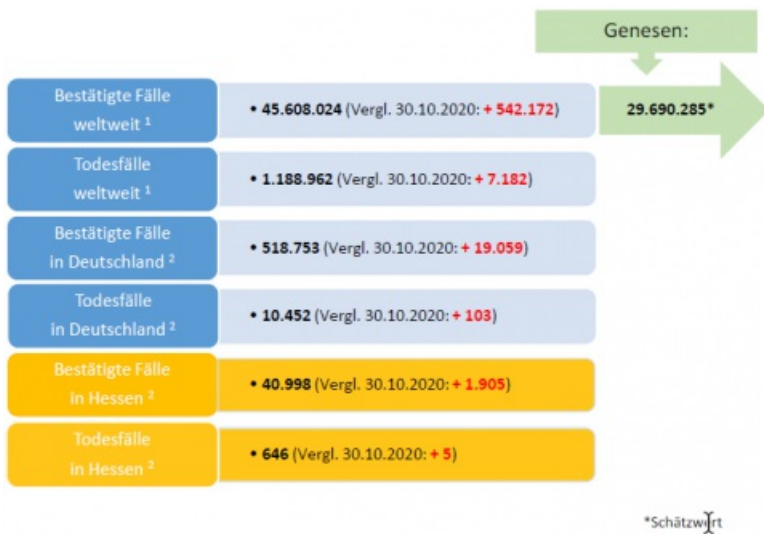 Genesen:
Bestätigte Fälle
weltweit ¹
• 45.608.024 (Vergl. 30.10.2020: + 542.172)
29.690.285*
Todesfälle
weltweit ¹
• 1.188.962 (Vergl. 30.10.2020: + 7.182)
Bestätigte Fälle
in Deutschland ²
• 518.753 (Vergl. 30.10.2020: + 19.059)
Todesfälle
in Deutschland ²
• 10.452 (Vergl. 30.10.2020: + 103)
Bestätigte Fälle
in Hessen ²
• 40.998 (Vergl. 30.10.2020: + 1.905)
Todesfälle
in Hessen ²
• 646 (Vergl. 30.10.2020: + 5)
*Schätzwert